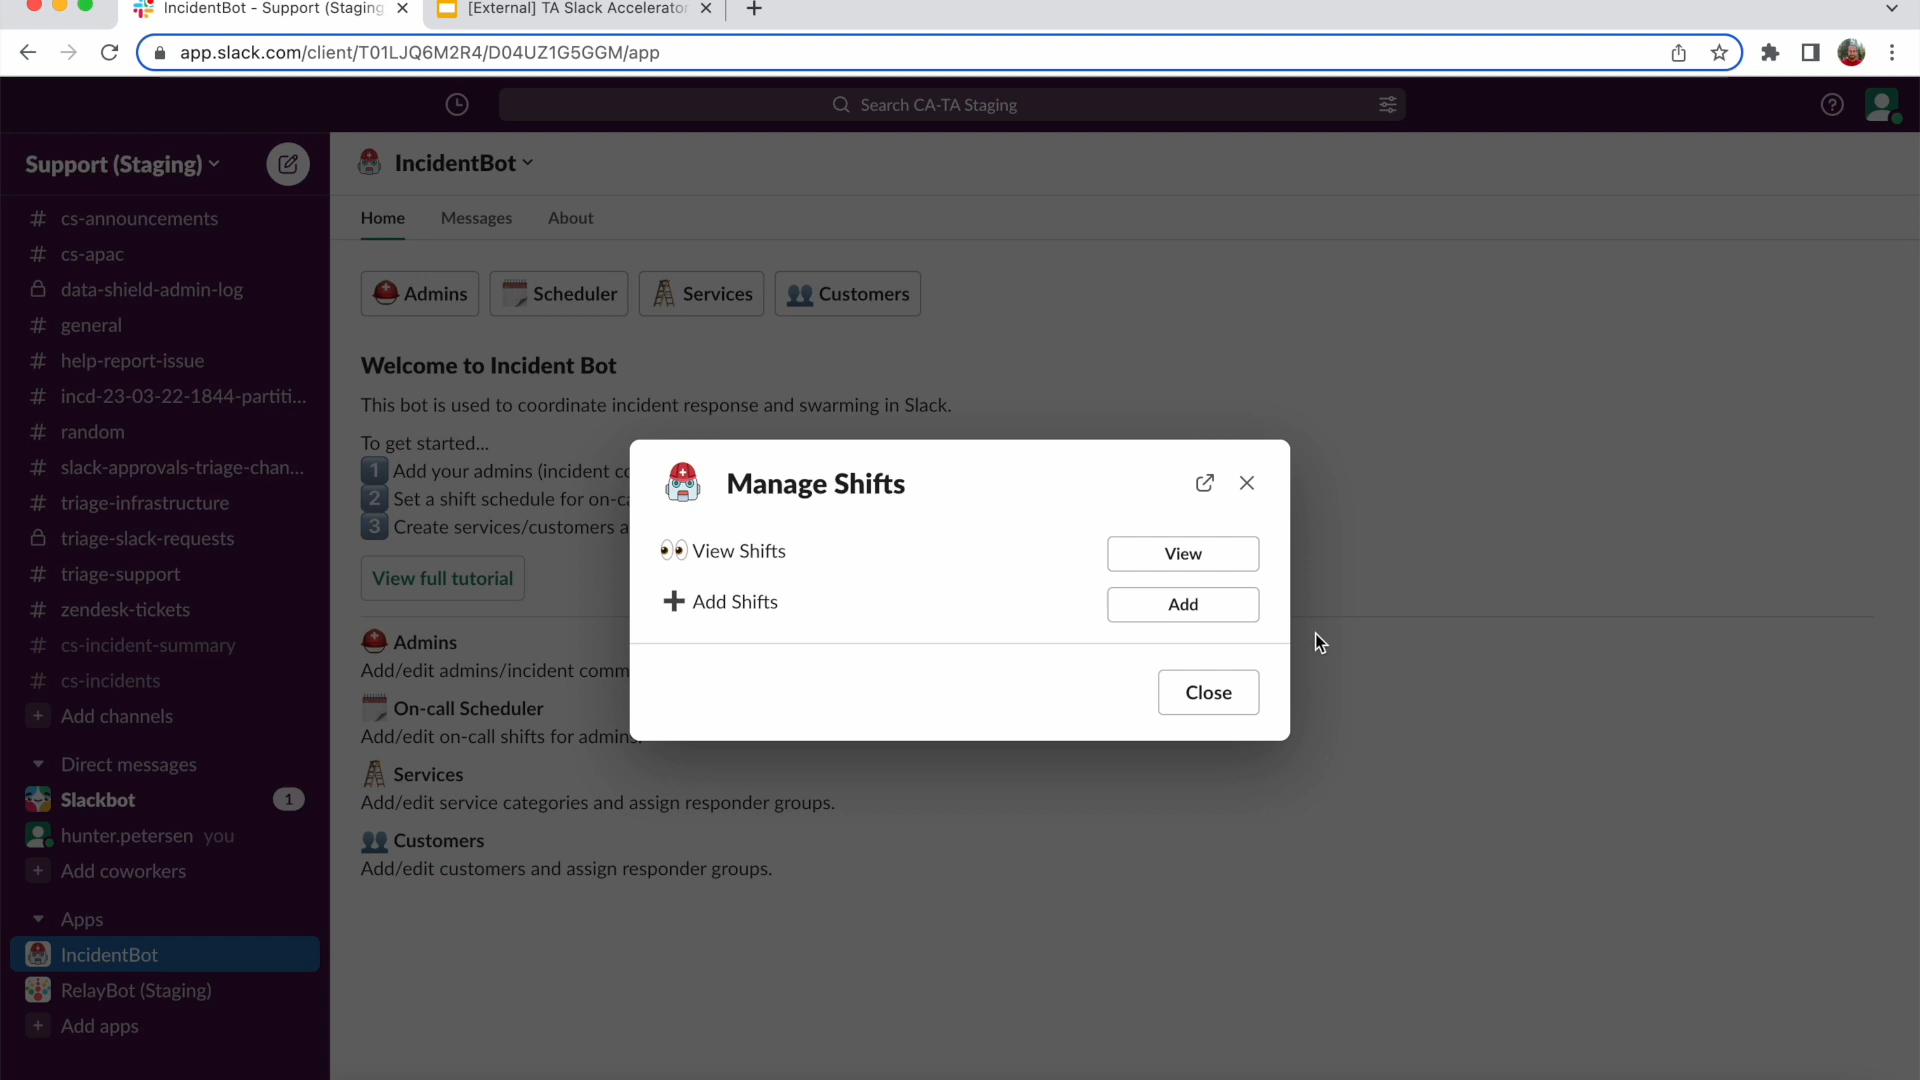 IncidentBot - Support (Staging
[External] TA Slack Accelerator
app.slack.com/client/T01LJQ6M2R4/D04UZ1G5GGM/app
Search CA-TA Staging
Support (Staging)
IncidentBot
# cs-announcements
# cs-apac
data-shield-admin-log
# general
# help-report-issue
# incd-23-03-22-1844-partiti...
# random
# slack-approvals-triage-chan...
# triage-infrastructure
triage-slack-requests
# triage-support
# zendesk-tickets
# cs-incident-summary
# cs-incidents
+ Add channels
Direct messages
Slackbot 1
hunter.petersen you
+ Add coworkers
Apps
IncidentBot
RelayBot (Staging)
+ Add apps
Home Messages About
Admins Scheduler Services Customers
Welcome to Incident Bot
This bot is used to coordinate incident response and swarming in Slack.
To get started...
1 Add your admins (incident co
2 Set a shift schedule for on-ca
3 Create services/customers a
View full tutorial
Admins
Add/edit admins/incident comm
On-call Scheduler
Add/edit on-call shifts for admins.
Services
Add/edit service categories and assign responder groups.
Customers
Add/edit customers and assign responder groups.
Manage Shifts
View Shifts View
Add Shifts Add
Close